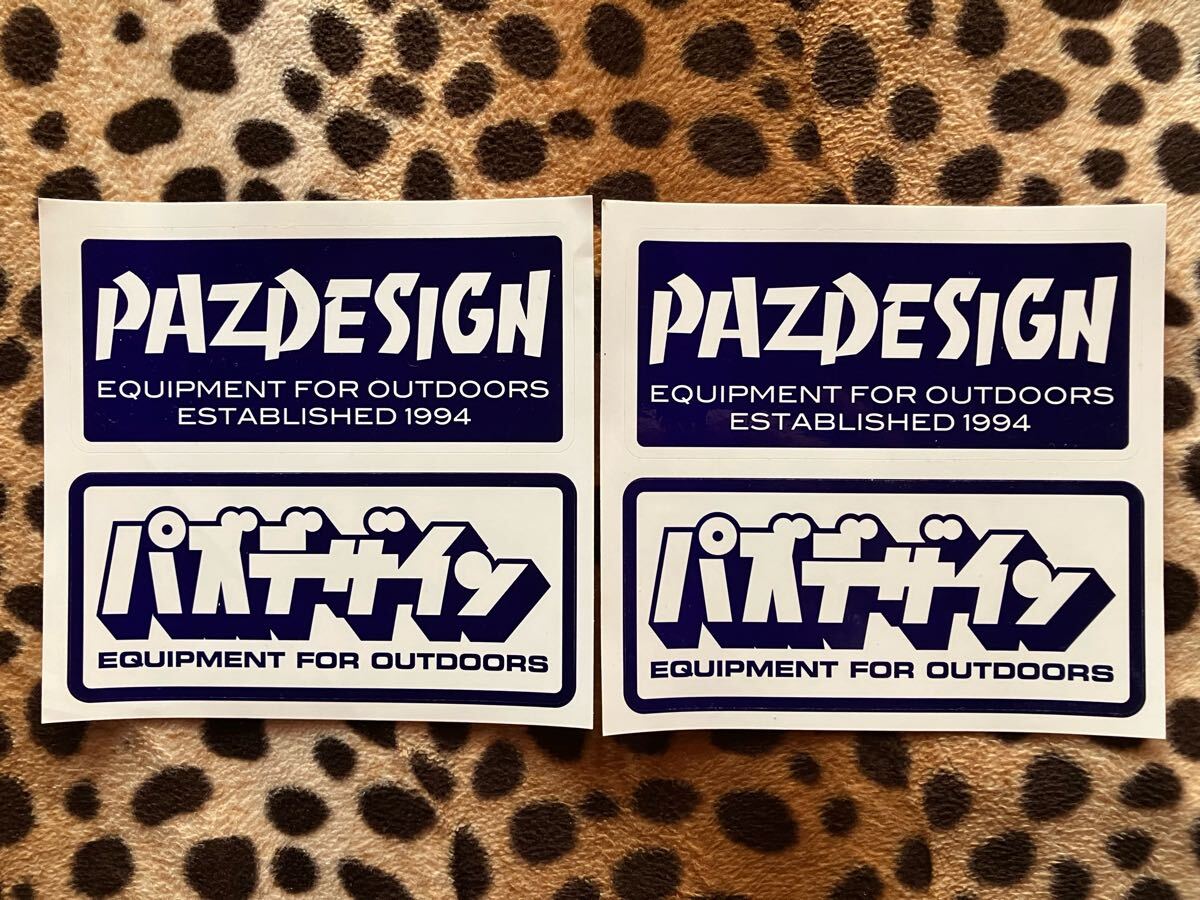 PAZDESIGN
EQUIPMENT FOR OUTDOORS
ESTABLISHED 1994
パズデザイン
EQUIPMENT FOR OUTDOORS
PAZDESIGN
EQUIPMENT FOR OUTDOORS
ESTABLISHED 1994
パズデザイン
EQUIPMENT FOR OUTDOORS